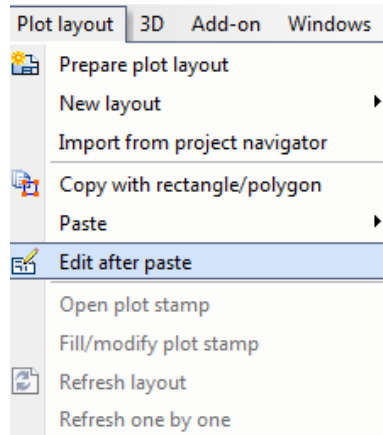 Plot layout 3D Add-on Windows
Prepare plot layout
New layout
Import from project navigator
Copy with rectangle/polygon
Paste
Edit after paste
Open plot stamp
Fill/modify plot stamp
Refresh layout
Refresh one by one